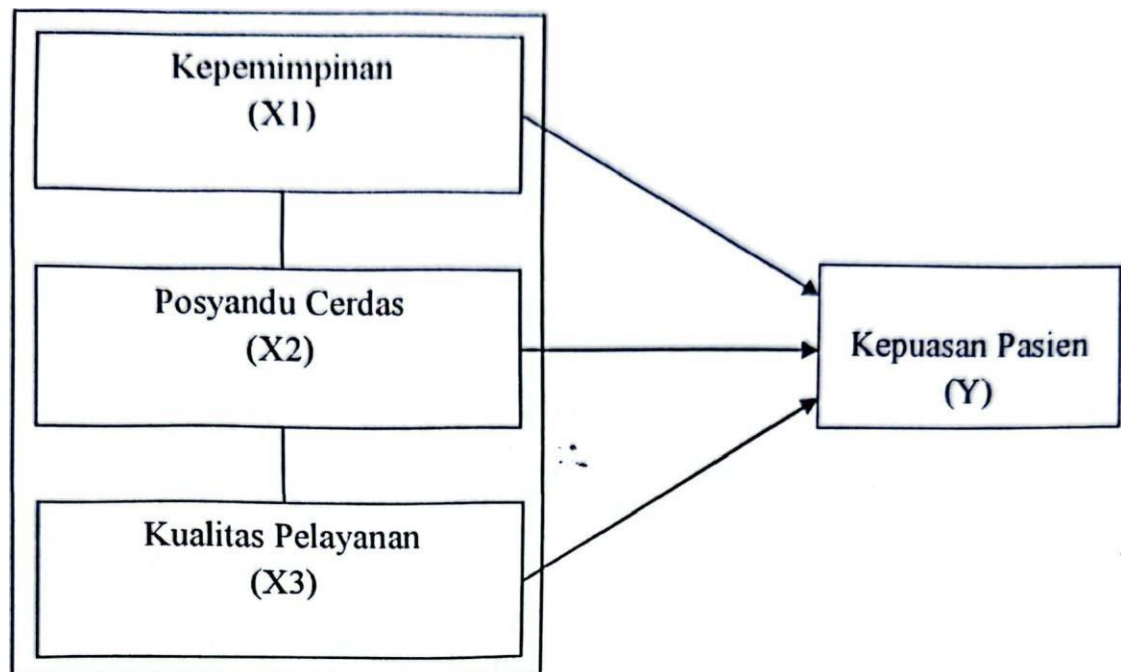 Kepemimpinan
(X1)
Posyandu Cerdas
(X2)
Kualitas Pelayanan
(X3)
Kepuasan Pasien
(Y)